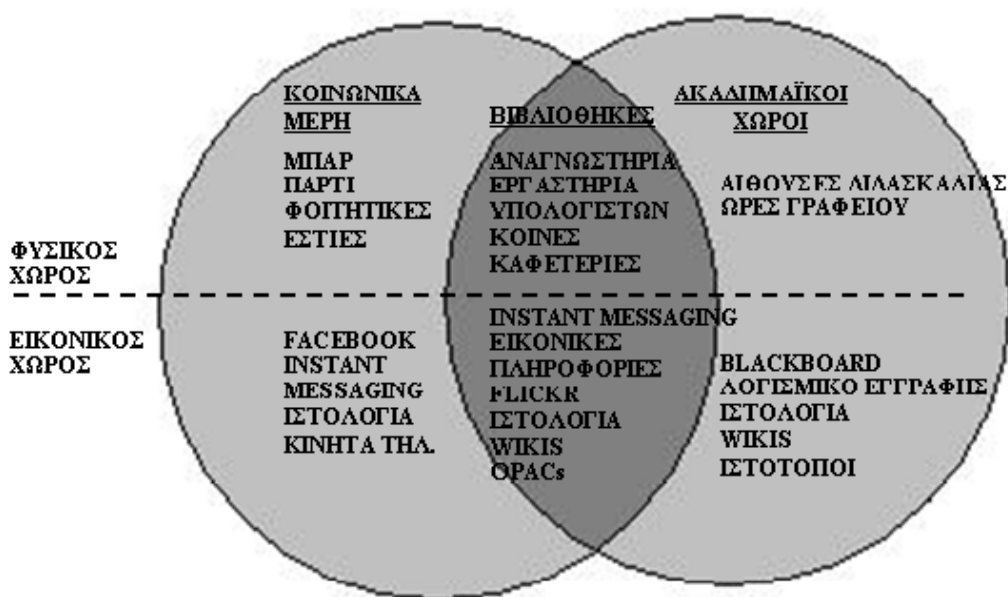 ΚΟΙΝΩΝΙΚΑ
ΜΕΡΗ
ΜΠΑΡ
ΠΑΡΤΙ
ΦΟΙΤΗΤΙΚΕΣ
ΕΣΤΙΕΣ
ΒΙΒΛΙΟΘΗΚΕΣ
ΑΝΑΓΝΩΣΤΗΡΙΑ
ΕΡΓΑΣΤΗΡΙΑ
ΥΠΟΛΟΓΙΣΤΩΝ
ΚΟΙΝΕΣ
ΚΑΦΕΤΕΡΙΕΣ
ΑΚΑΔΗΜΑΪΚΟΙ
ΧΩΡΟΙ
ΑΙΘΟΥΣΕΣ ΔΙΔΑΣΚΑΛΙΑΣ
ΩΡΕΣ ΓΡΑΦΕΙΟΥ
ΦΥΣΙΚΟΣ
ΧΩΡΟΣ
ΕΙΚΟΝΙΚΟΣ
ΧΩΡΟΣ
FACEBOOK
INSTANT
MESSAGING
ΙΣΤΟΛΟΓΙΑ
ΚΙΝΗΤΑ ΤΗΛ.
INSTANT MESSAGING
ΕΙΚΟΝΙΚΕΣ
ΠΛΗΡΟΦΟΡΙΕΣ
FLICKR
ΙΣΤΟΛΟΓΙΑ
WIKIS
OPACs
BLACKBOARD
ΛΟΓΙΣΜΙΚΟ ΕΓΓΡΑΦΗΣ
ΙΣΤΟΛΟΓΙΑ
WIKIS
ΙΣΤΟΤΟΠΟΙ